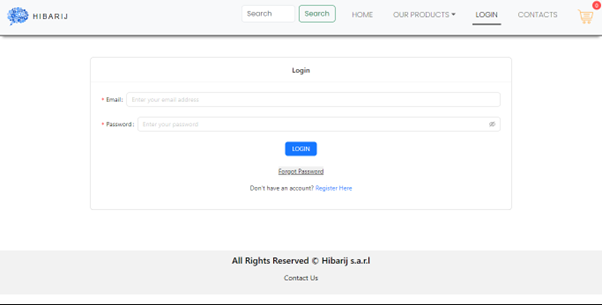 HIBARIJ Search Search HOME OUR PRODUCTS LOGIN CONTACTS 0
Login
* Email: Enter your email address
* Password: Enter your password
LOGIN
Forgot Password
Don't have an account? Register Here
All Rights Reserved © Hibarij s.a.r.l
Contact Us